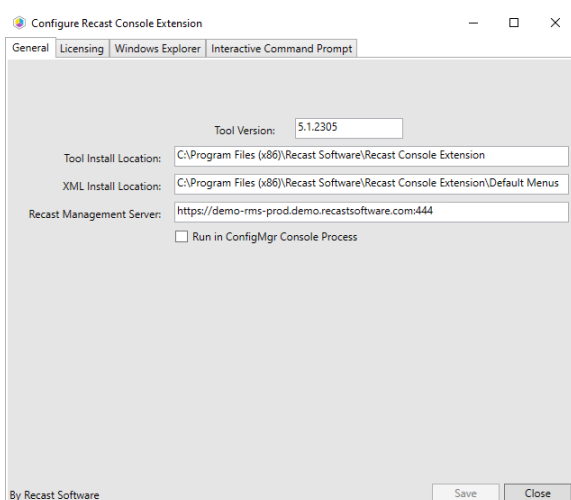 Configure Recast Console Extension
General Licensing Windows Explorer Interactive Command Prompt
Tool Version: 5.1.2305
Tool Install Location: C:\Program Files (x86)\Recast Software\Recast Console Extension
XML Install Location: C:\Program Files (x86)\Recast Software\Recast Console Extension\Default Menus
Recast Management Server: https://demo-rms-prod.demo.recastsoftware.com:444
Run in ConfigMgr Console Process
By Recast Software Save Close